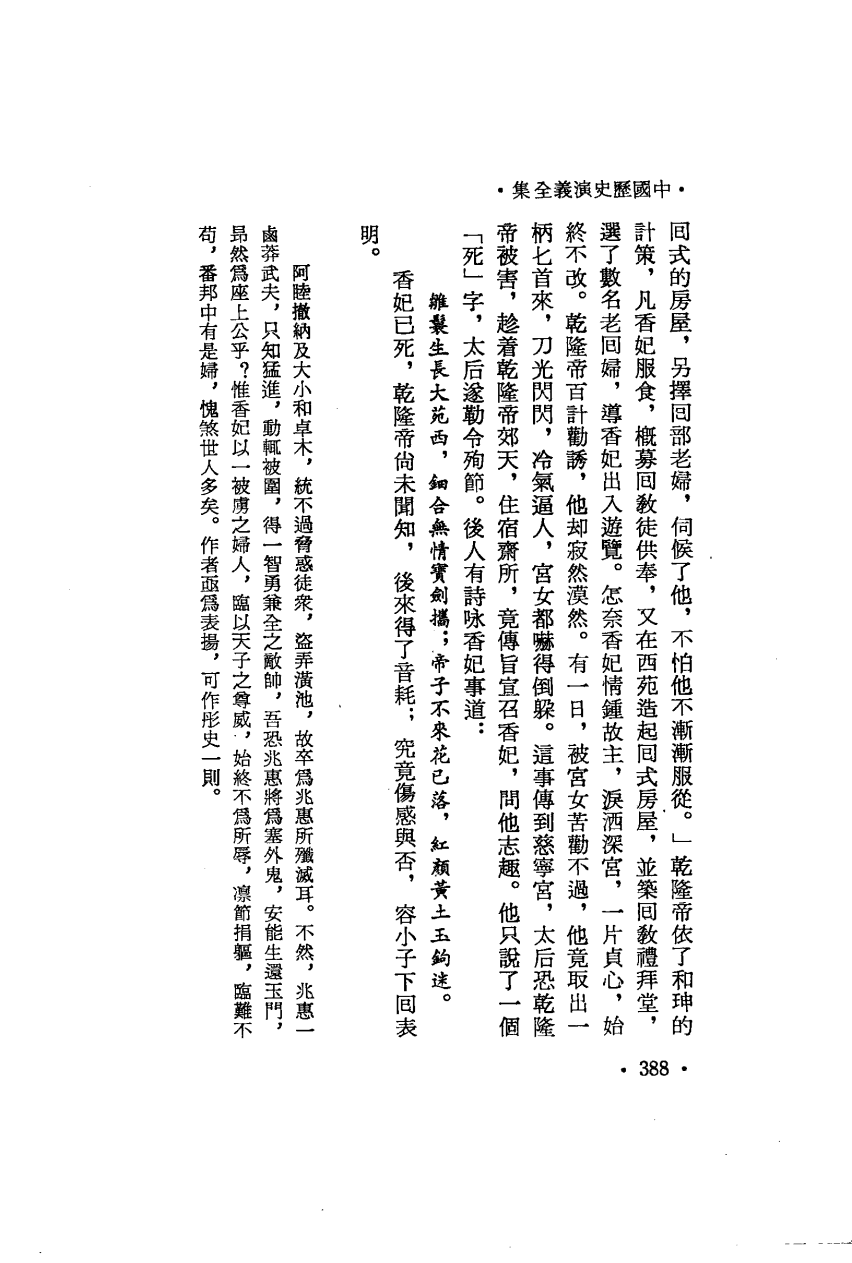 •中國歷史演義全集•
回式的房屋，另擇回部老婦，伺候了他，不怕他不漸漸服從。」乾隆帝依了和珅的
計策，凡香妃服食，概募回敎徒供奉，又在西苑造起回式房屋，並築回敎禮拜堂，
選了數名老回婦，導香妃出入遊覽。怎奈香妃情鍾故主，淚洒深宮，一片貞心，始
終不改。乾隆帝百計勸誘，他却寂然漠然。有一日，被宮女苦勸不過，他竟取出一
柄匕首來，刀光閃閃，冷氣逼人，宮女都嚇得倒躲。這事傳到慈寧宮，太后恐乾隆
帝被害，趁着乾隆帝郊天，住宿齋所，竟傳旨宣召香妃，問他志趣。他只說了一個
「死」字，太后遂勒令殉節。後人有詩咏香妃事道：
雛鬟生長大苑西，鈿合無情寶劍攜；帝子不來花已落，紅顏黃土玉鈎迷。
香妃已死，乾隆帝尚未聞知，後來得了音耗；究竟傷感與否，容小子下回表
明。
阿睦撤納及大小和卓木，統不過脅惑徒衆，盜弄潢池，故卒爲兆惠所殲滅耳。不然，兆惠一
鹵莽武夫，只知猛進，動輒被圍，得一智勇兼全之敵帥，吾恐兆惠將爲塞外鬼，安能生還玉門，
昂然爲座上公乎？惟香妃以一被虜之婦人，臨以天子之尊威，始終不爲所辱，凛節捐軀，臨難不
苟，番邦中有是婦，愧煞世人多矣。作者亟爲表揚，可作彤史一則。
•388•